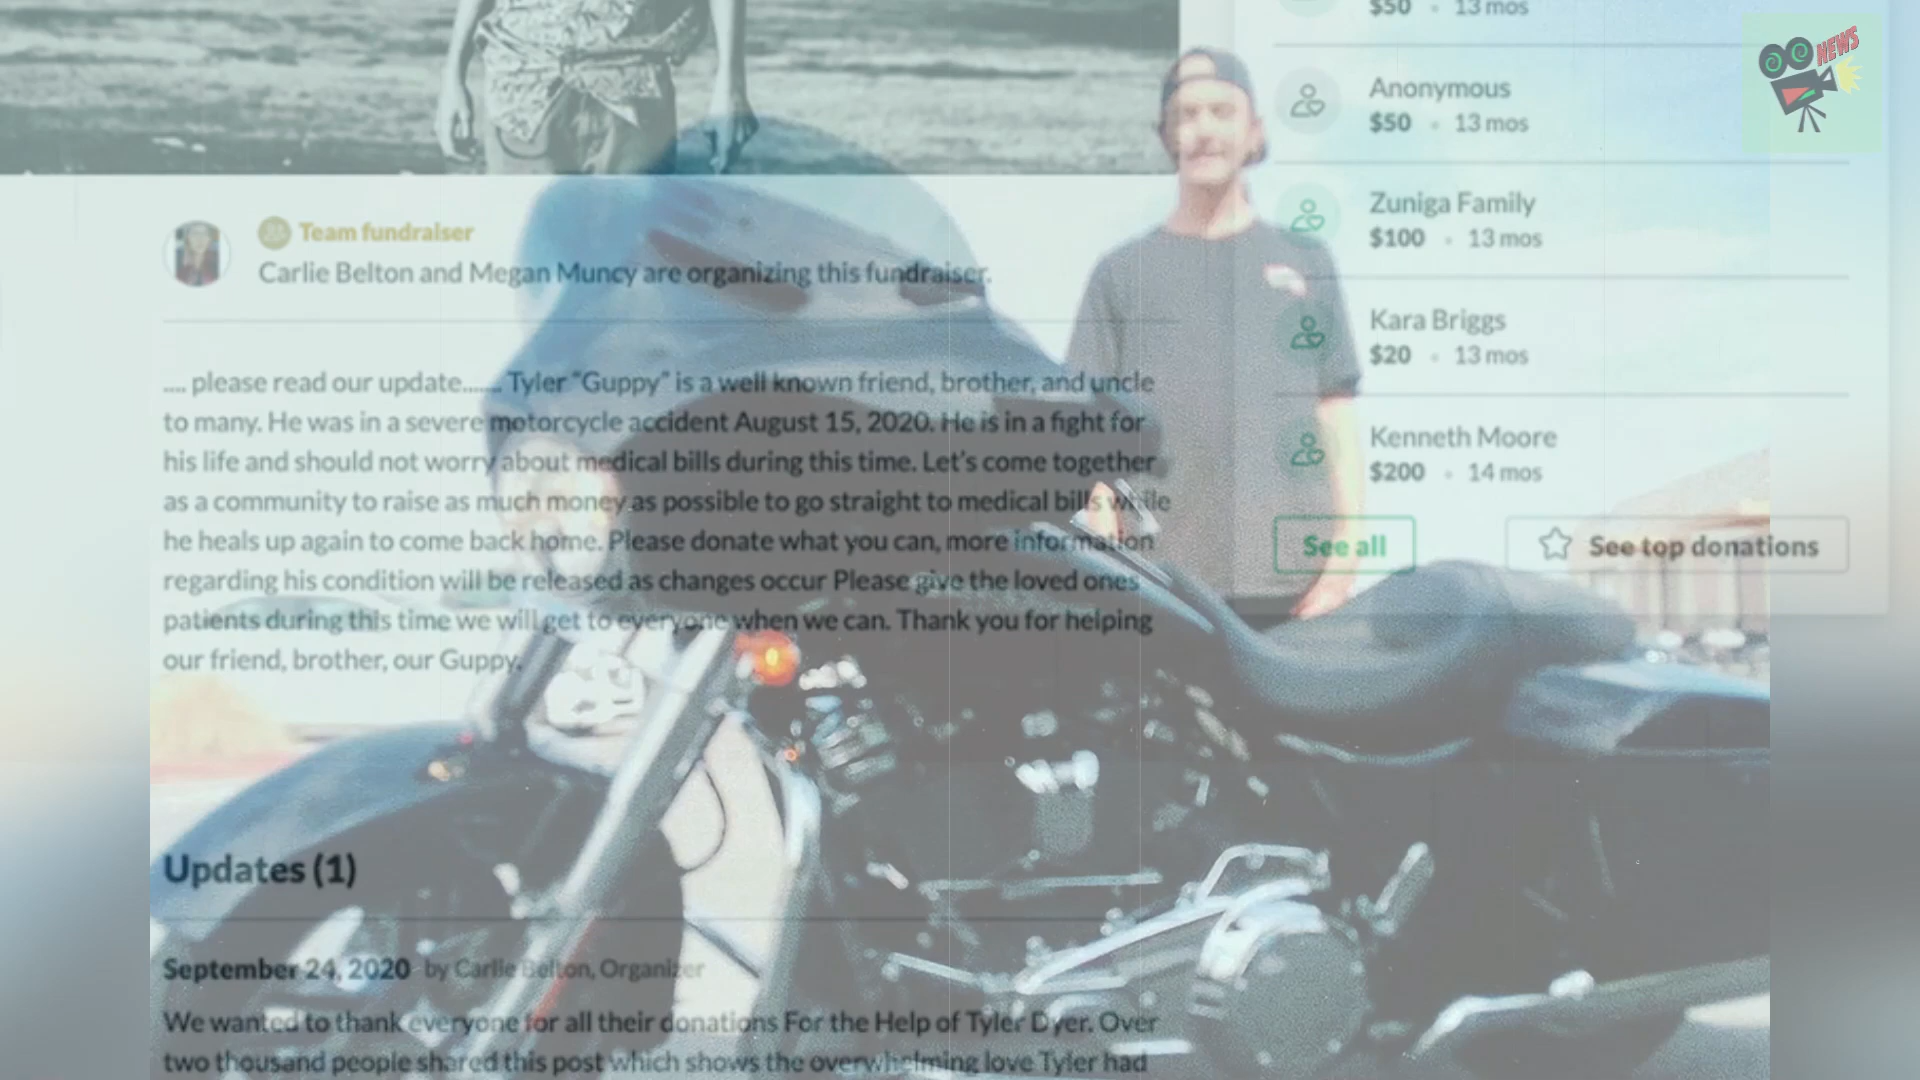 $50 • 13 mos
NEWS
Anonymous
$50 • 13 mos
Zuniga Family
$100 • 13 mos
Team fundraiser
Carlie Belton and Megan Muncy are organizing this fundraiser.
Kara Briggs
$20 • 13 mos
.... please read our update....... Tyler “Guppy” is a well known friend, brother, and uncle
to many. He was in a severe motorcycle accident August 15, 2020. He is in a fight for
his life and should not worry about medical bills during this time. Let’s come together
as a community to raise as much money as possible to go straight to medical bills while
he heals up again to come back home. Please donate what you can, more information
regarding his condition will be released as changes occur Please give the loved ones
patients during this time we will get to everyone when we can. Thank you for helping
our friend, brother, our Guppy.
Kenneth Moore
$200 • 14 mos
See all
See top donations
Updates (1)
September 24, 2020 by Carlie Belton, Organizer
We wanted to thank everyone for all their donations For the Help of Tyler Dyer. Over
two thousand people shared this post which shows the overwhelming love Tyler had